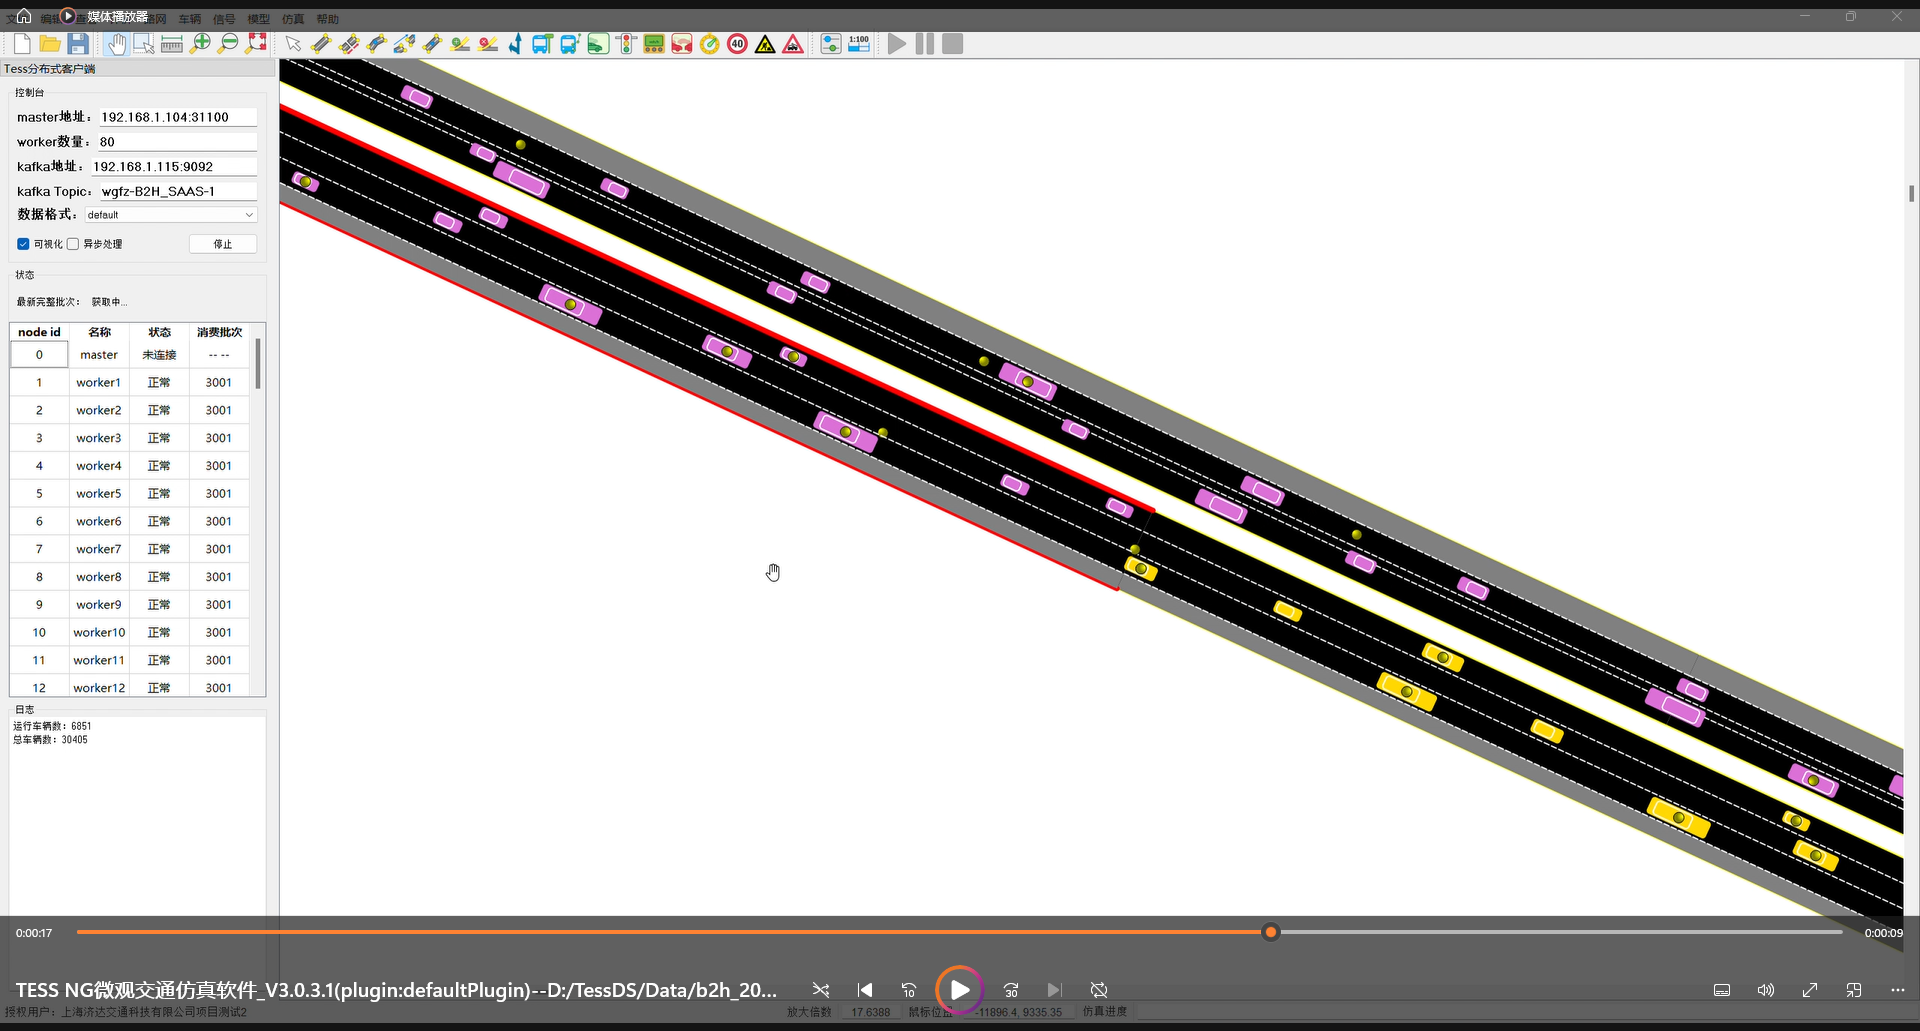 媒体播放器
车辆 信号 模型 仿真 帮助
40
1:100
Tess分布式客户端
控制台
master地址: 192.168.1.104:31100
worker数量: 80
kafka地址: 192.168.1.115:9092
kafka Topic: wgfz-B2H_SAAS-1
数据格式: default
可视化 异步处理 停止
状态
最新完整批次: 获取中...
node id 名称 状态 消费批次
0 master 未连接 -- --
1 worker1 正常 3001
2 worker2 正常 3001
3 worker3 正常 3001
4 worker4 正常 3001
5 worker5 正常 3001
6 worker6 正常 3001
7 worker7 正常 3001
8 worker8 正常 3001
9 worker9 正常 3001
10 worker10 正常 3001
11 worker11 正常 3001
12 worker12 正常 3001
日志
运行车辆数: 6851
总车辆数: 30405
0:00:17
0:00:09
TESS NG微观交通仿真软件_V3.0.3.1(plugin:defaultPlugin)--D:/TessDS/Data/b2h_20...
10
30
授权用户: 上海济达交通科技有限公司项目测试2
放大倍数 17.6388 鼠标位置 -11896.4, 9335.35 仿真进度